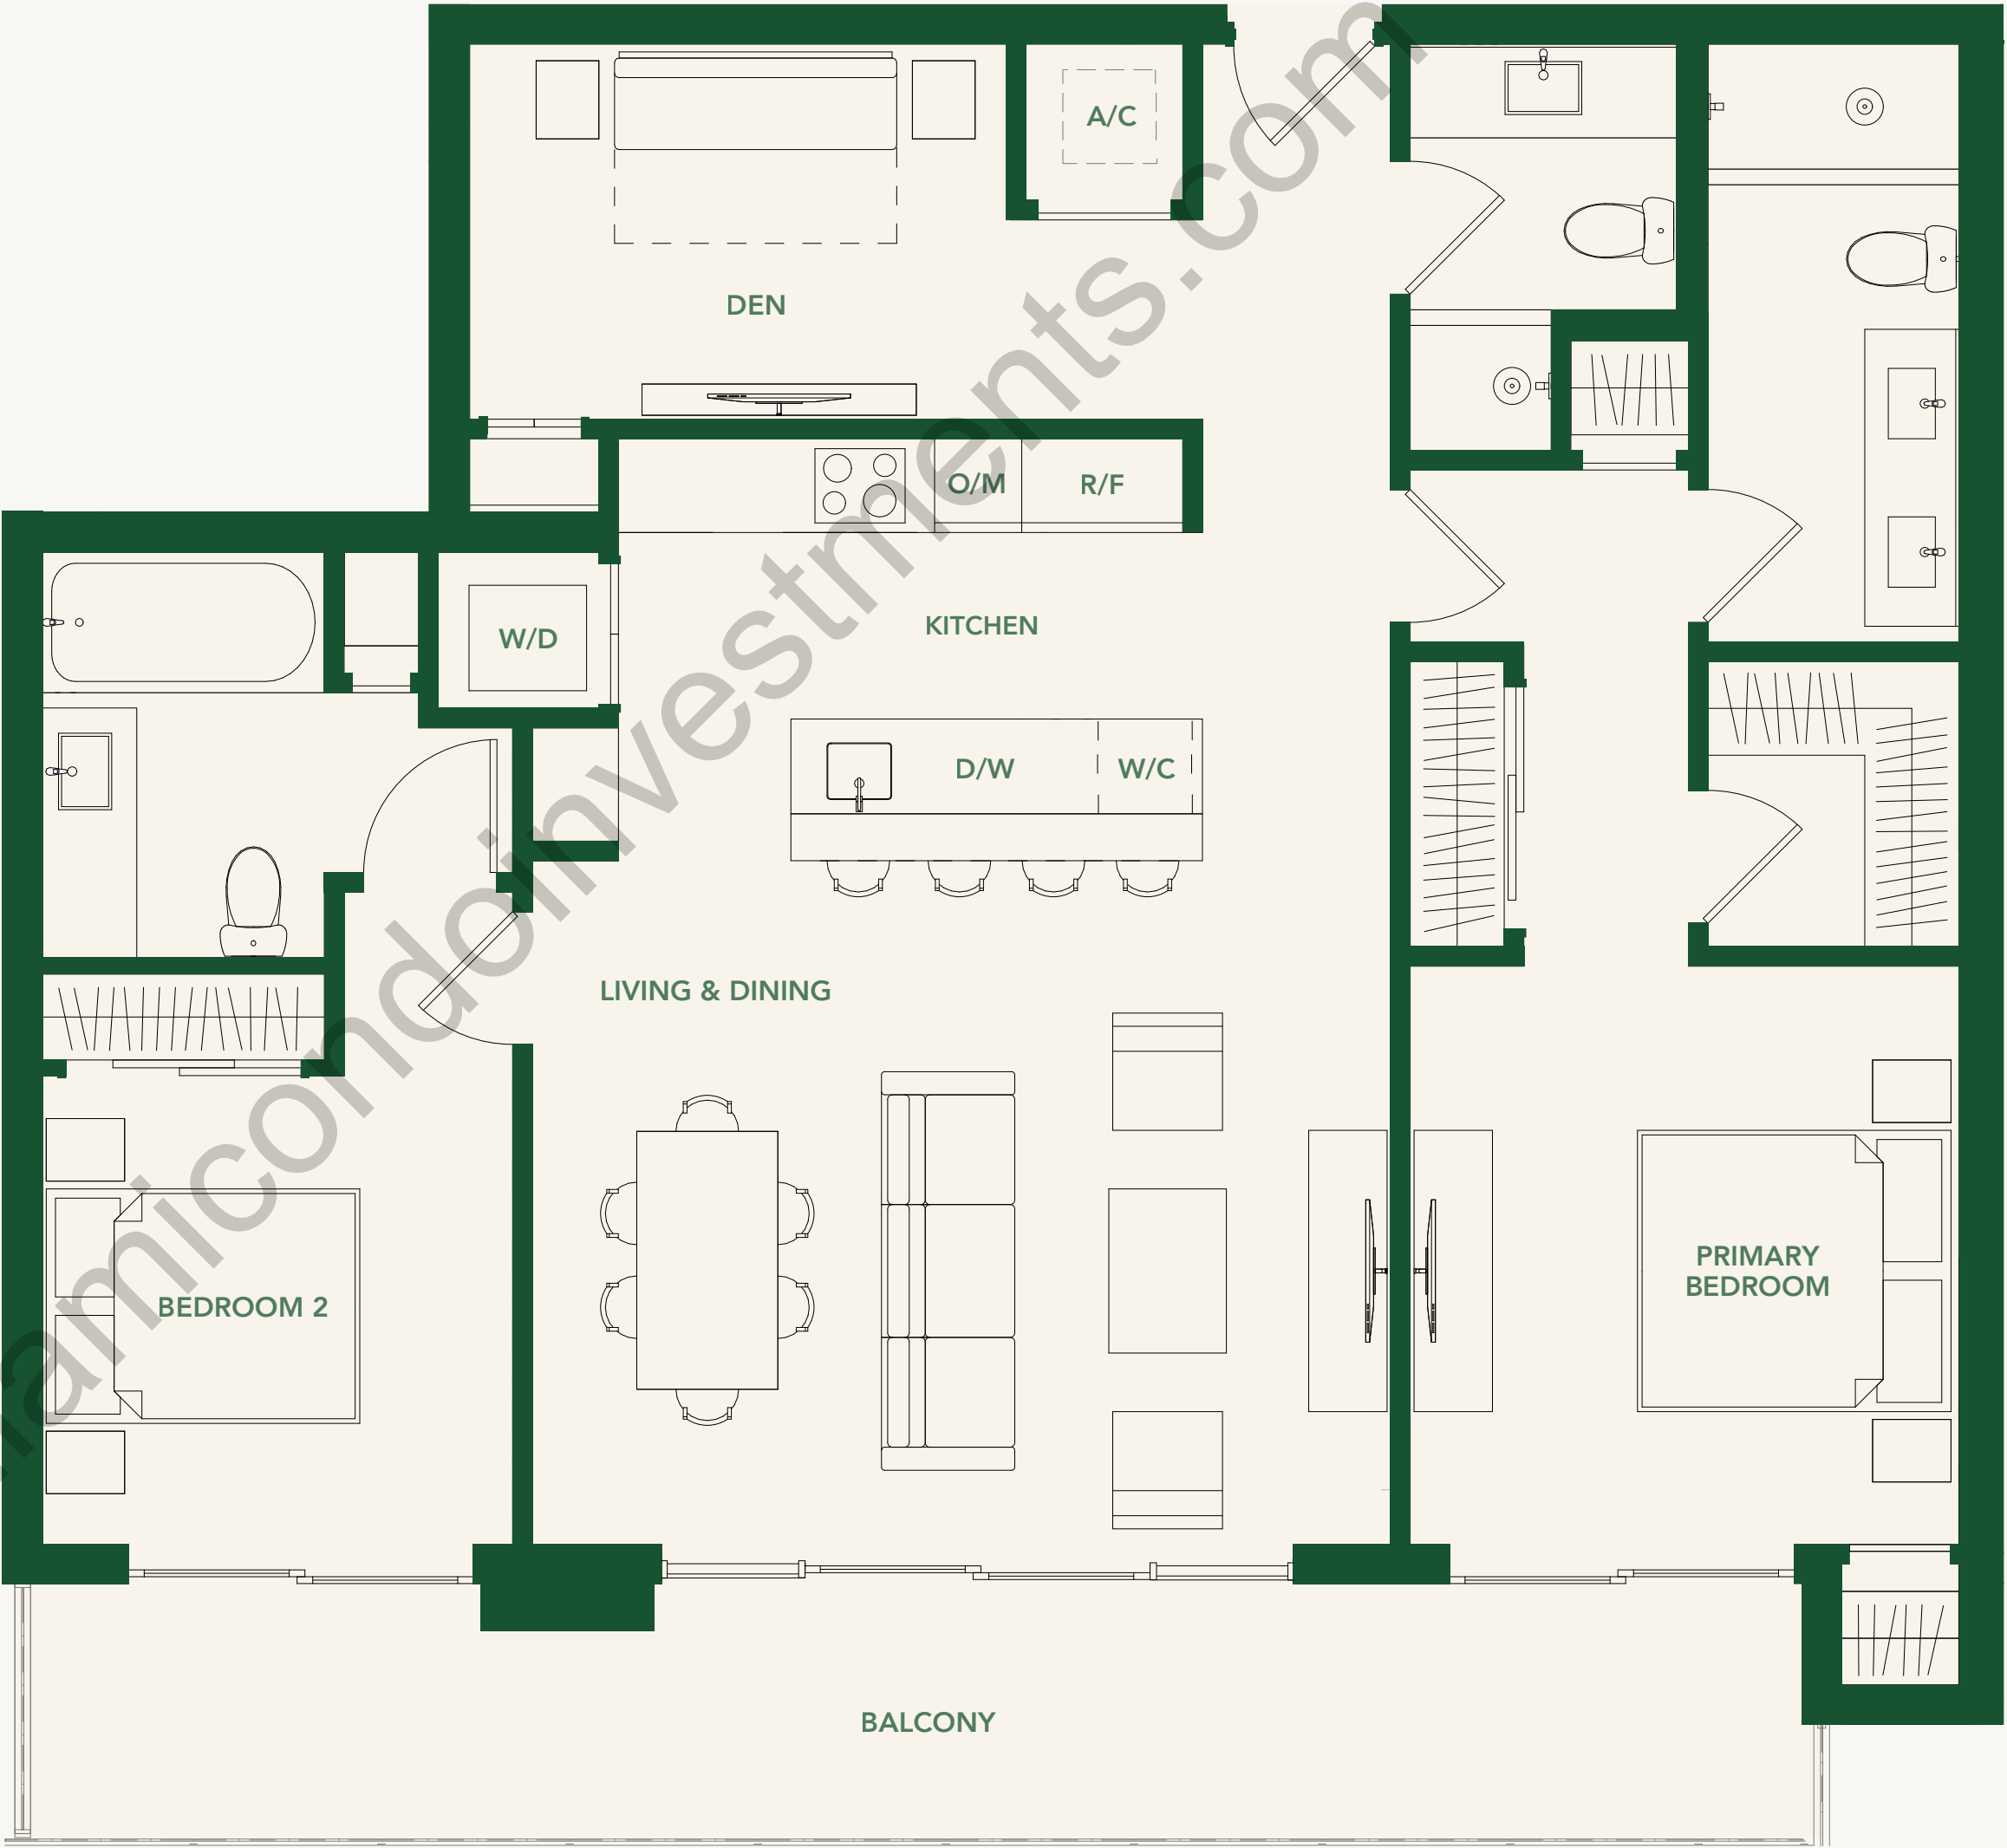 A/C
DEN
O/M
R/F
KITCHEN
W/D
D/W
W/C
LIVING & DINING
PRIMARY
BEDROOM
BEDROOM 2
BALCONY
amicondoinvestments.com